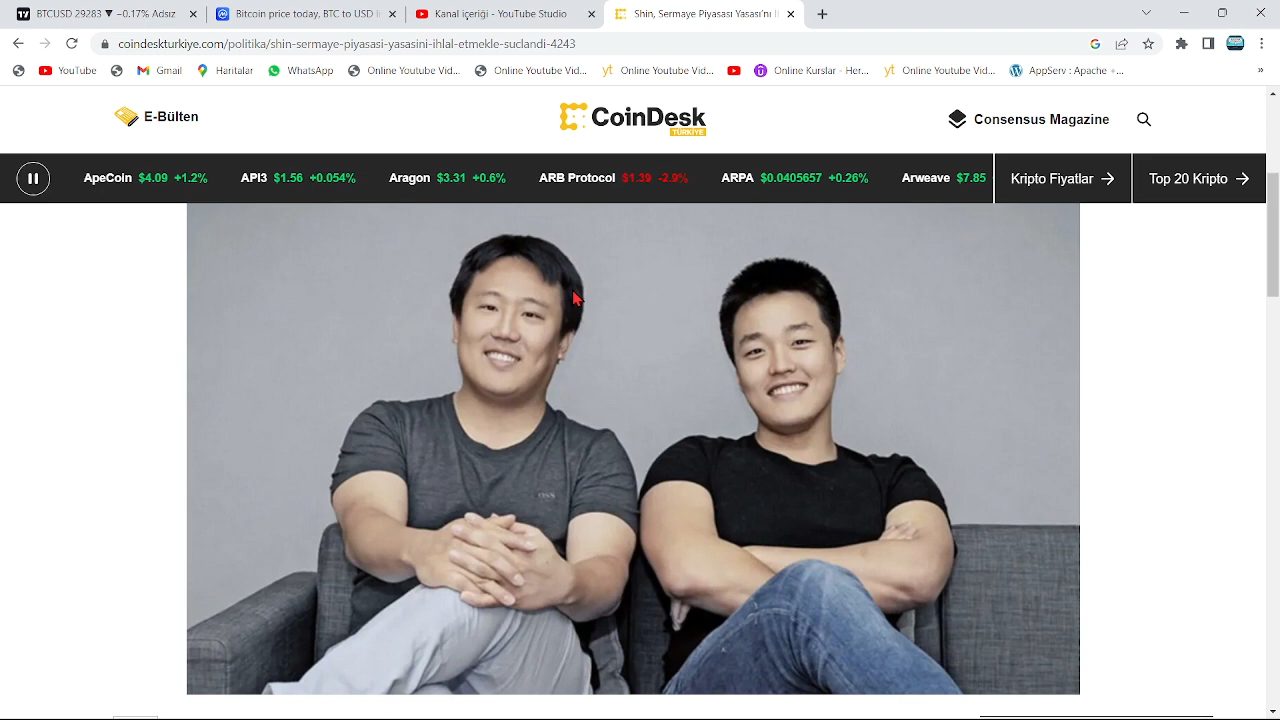 BTCUSD 29293 ▼ −0.17% Adsız
Bitcoin price today, BTC to USD li
Kanal içeriği - YouTube Studio
Shin, Sermaye Piyasası Yasası'nı İl
coindeskturkiye.com/politika/shin-sermaye-piyasasi-yasasini-ihlal-etmekle-suclandi-4243
YouTube
Gmail
Haritalar
WhatsApp
Online Youtube Vid...
Online Youtube Vid...
Online Youtube Vid...
Online Kurslar - Her...
Online Youtube Vid...
AppServ : Apache +...
»
E-Bülten
CoinDesk
TÜRKİYE
Consensus Magazine
ApeCoin $4.09 +1.2%
API3 $1.56 +0.054%
Aragon $3.31 +0.6%
ARB Protocol $1.39 -2.9%
ARPA $0.0405657 +0.26%
Arweave $7.85
Kripto Fiyatlar →
Top 20 Kripto →